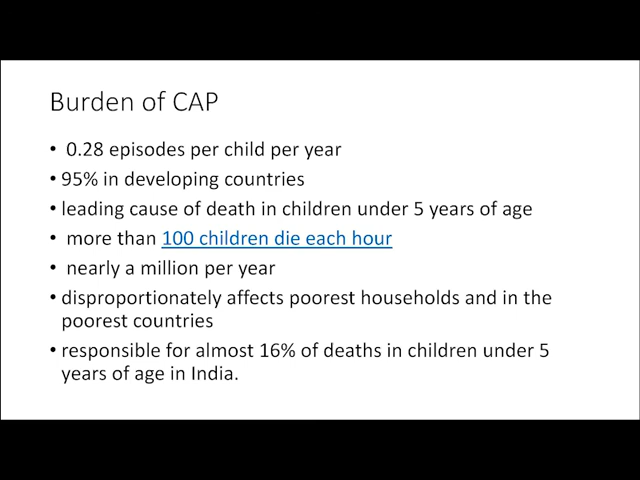 Burden of CAP
• 0.28 episodes per child per year
• 95% in developing countries
• leading cause of death in children under 5 years of age
• more than 100 children die each hour
• nearly a million per year
• disproportionately affects poorest households and in the
poorest countries
• responsible for almost 16% of deaths in children under 5
years of age in India.